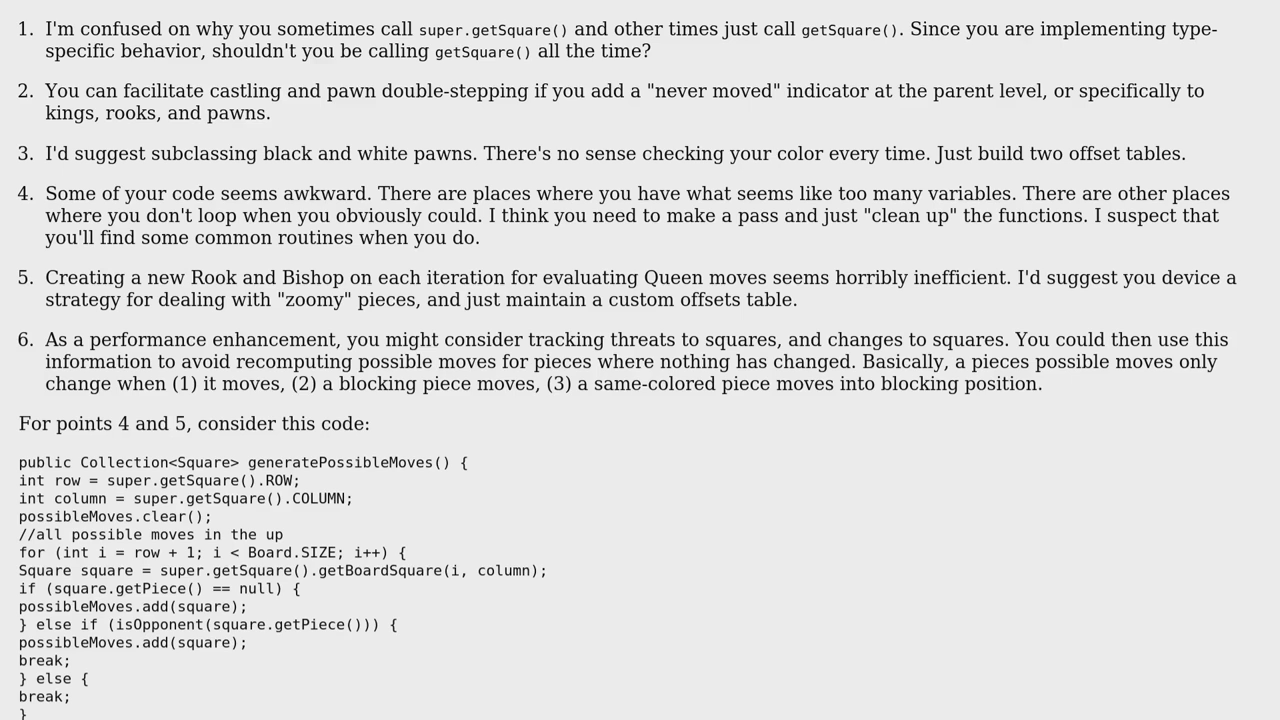 1. I'm confused on why you sometimes call super.getSquare() and other times just call getSquare(). Since you are implementing type-
specific behavior, shouldn't you be calling getSquare() all the time?
2. You can facilitate castling and pawn double-stepping if you add a "never moved" indicator at the parent level, or specifically to
kings, rooks, and pawns.
3. I'd suggest subclassing black and white pawns. There's no sense checking your color every time. Just build two offset tables.
4. Some of your code seems awkward. There are places where you have what seems like too many variables. There are other places
where you don't loop when you obviously could. I think you need to make a pass and just "clean up" the functions. I suspect that
you'll find some common routines when you do.
5. Creating a new Rook and Bishop on each iteration for evaluating Queen moves seems horribly inefficient. I'd suggest you device a
strategy for dealing with "zoomy" pieces, and just maintain a custom offsets table.
6. As a performance enhancement, you might consider tracking threats to squares, and changes to squares. You could then use this
information to avoid recomputing possible moves for pieces where nothing has changed. Basically, a pieces possible moves only
change when (1) it moves, (2) a blocking piece moves, (3) a same-colored piece moves into blocking position.
For points 4 and 5, consider this code:
public Collection<Square> generatePossibleMoves() {
int row = super.getSquare().ROW;
int column = super.getSquare().COLUMN;
possibleMoves.clear();
//all possible moves in the up
for (int i = row + 1; i < Board.SIZE; i++) {
Square square = super.getSquare().getBoardSquare(i, column);
if (square.getPiece() == null) {
possibleMoves.add(square);
} else if (isOpponent(square.getPiece())) {
possibleMoves.add(square);
break;
} else {
break;
}